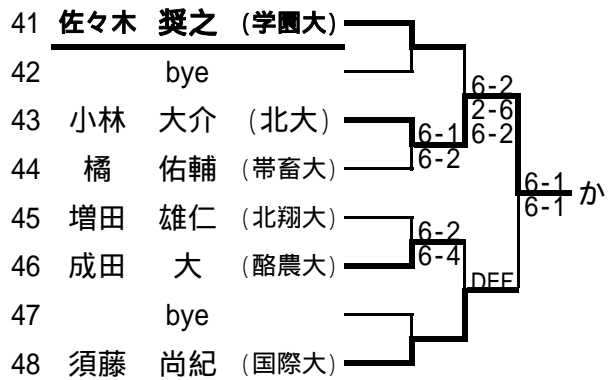 41 佐々木 奨之 (学園大)
42 bye
6-2
43 小林 大介 (北大) 2-6
6-1 6-2
44 橘 佑輔 (帯畜大) 6-2
6-1 か
45 増田 雄仁 (北翔大) 6-1
6-2
46 成田 大 (酪農大) 6-4
DEF
47 bye
48 須藤 尚紀 (国際大)